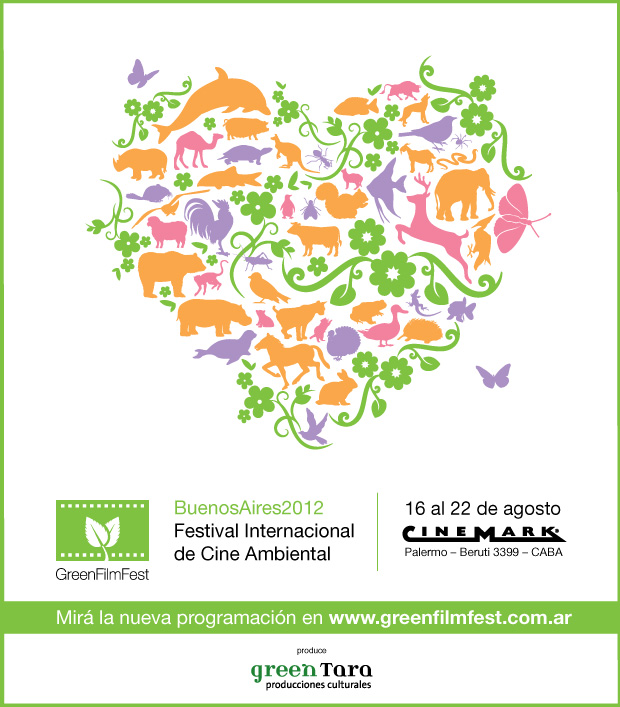 GreenFilmFest
BuenosAires2012
Festival Internacional
de Cine Ambiental
16 al 22 de agosto
CINEMARK
Palermo – Beruti 3399 – CABA
Mirá la nueva programación en www.greenfilmfest.com.ar
produce
green Tara
producciones culturales